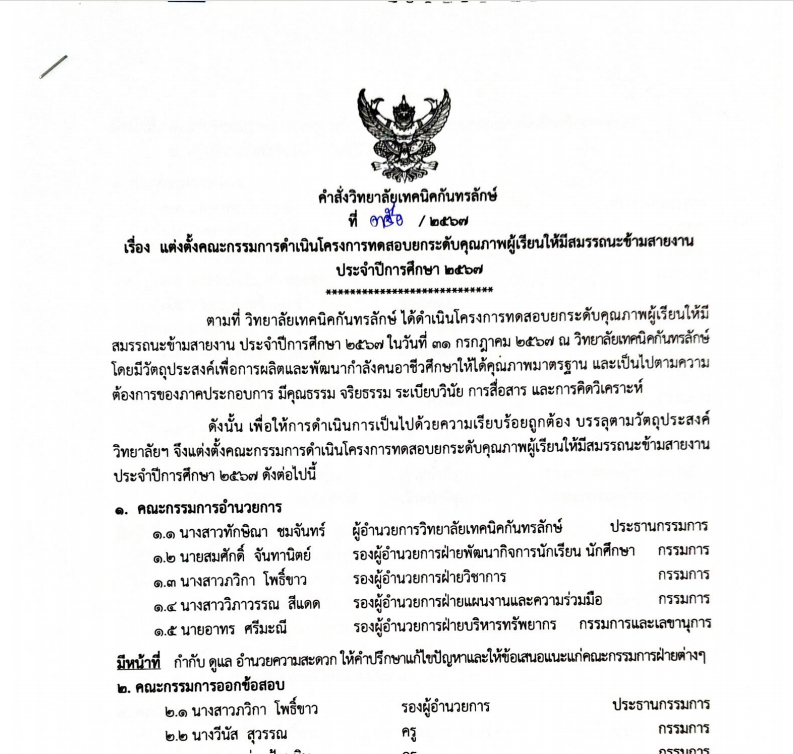 คำสั่งวิทยาลัยเทคนิคกันทรลักษ์
ที่ / ๒๕๖๗
เรื่อง แต่งตั้งคณะกรรมการดำเนินโครงการทดสอบยกระดับคุณภาพผู้เรียนให้มีสมรรถนะข้ามสายงาน
ประจำปีการศึกษา ๒๕๖๗
****************************
ตามที่ วิทยาลัยเทคนิคกันทรลักษ์ ได้ดำเนินโครงการทดสอบยกระดับคุณภาพผู้เรียนให้มี
สมรรถนะข้ามสายงาน ประจำปีการศึกษา ๒๕๖๗ ในวันที่ ๓๑ กรกฎาคม ๒๕๖๗ ณ วิทยาลัยเทคนิคกันทรลักษ์
โดยมีวัตถุประสงค์เพื่อการผลิตและพัฒนากำลังคนอาชีวศึกษาให้ได้คุณภาพมาตรฐาน และเป็นไปตามความ
ต้องการของภาคประกอบการ มีคุณธรรม จริยธรรม ระเบียบวินัย การสื่อสาร และการคิดวิเคราะห์
ดังนั้น เพื่อให้การดำเนินการเป็นไปด้วยความเรียบร้อยถูกต้อง บรรลุตามวัตถุประสงค์
วิทยาลัยฯ จึงแต่งตั้งคณะกรรมการดำเนินโครงการทดสอบยกระดับคุณภาพผู้เรียนให้มีสมรรถนะข้ามสายงาน
ประจำปีการศึกษา ๒๕๖๗ ดังต่อไปนี้
๑. คณะกรรมการอำนวยการ
๑.๑ นางสาวทักษิณา ชมจันทร์ ผู้อำนวยการวิทยาลัยเทคนิคกันทรลักษ์ ประธานกรรมการ
๑.๒ นายสมศักดิ์ จันทานิตย์ รองผู้อำนวยการฝ่ายพัฒนากิจการนักเรียน นักศึกษา กรรมการ
๑.๓ นางสาวภวิกา โพธิ์ขาว รองผู้อำนวยการฝ่ายวิชาการ กรรมการ
๑.๔ นางสาววิภาวรรณ สีแดด รองผู้อำนวยการฝ่ายแผนงานและความร่วมมือ กรรมการ
๑.๕ นายอาทร ศรีมะณี รองผู้อำนวยการฝ่ายบริหารทรัพยากร กรรมการและเลขานุการ
มีหน้าที่ กำกับ ดูแล อำนวยความสะดวก ให้คำปรึกษาแก้ไขปัญหาและให้ข้อเสนอแนะแก่คณะกรรมการฝ่ายต่างๆ
๒. คณะกรรมการออกข้อสอบ
๒.๑ นางสาวภวิกา โพธิ์ขาว รองผู้อำนวยการ ประธานกรรมการ
๒.๒ นางวีนัส สุวรรณ ครู กรรมการ